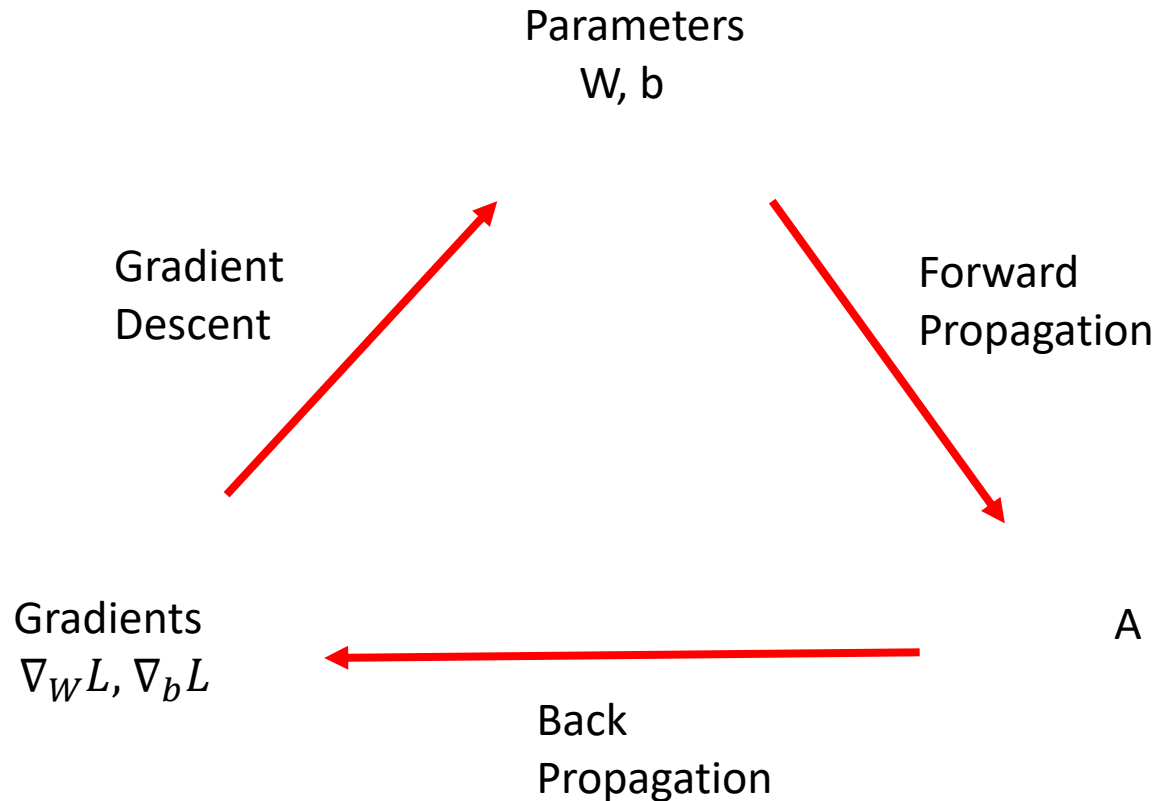 Parameters
W, b
Gradient
Descent
Forward
Propagation
Gradients
∇_W L, ∇_b L
A
Back
Propagation